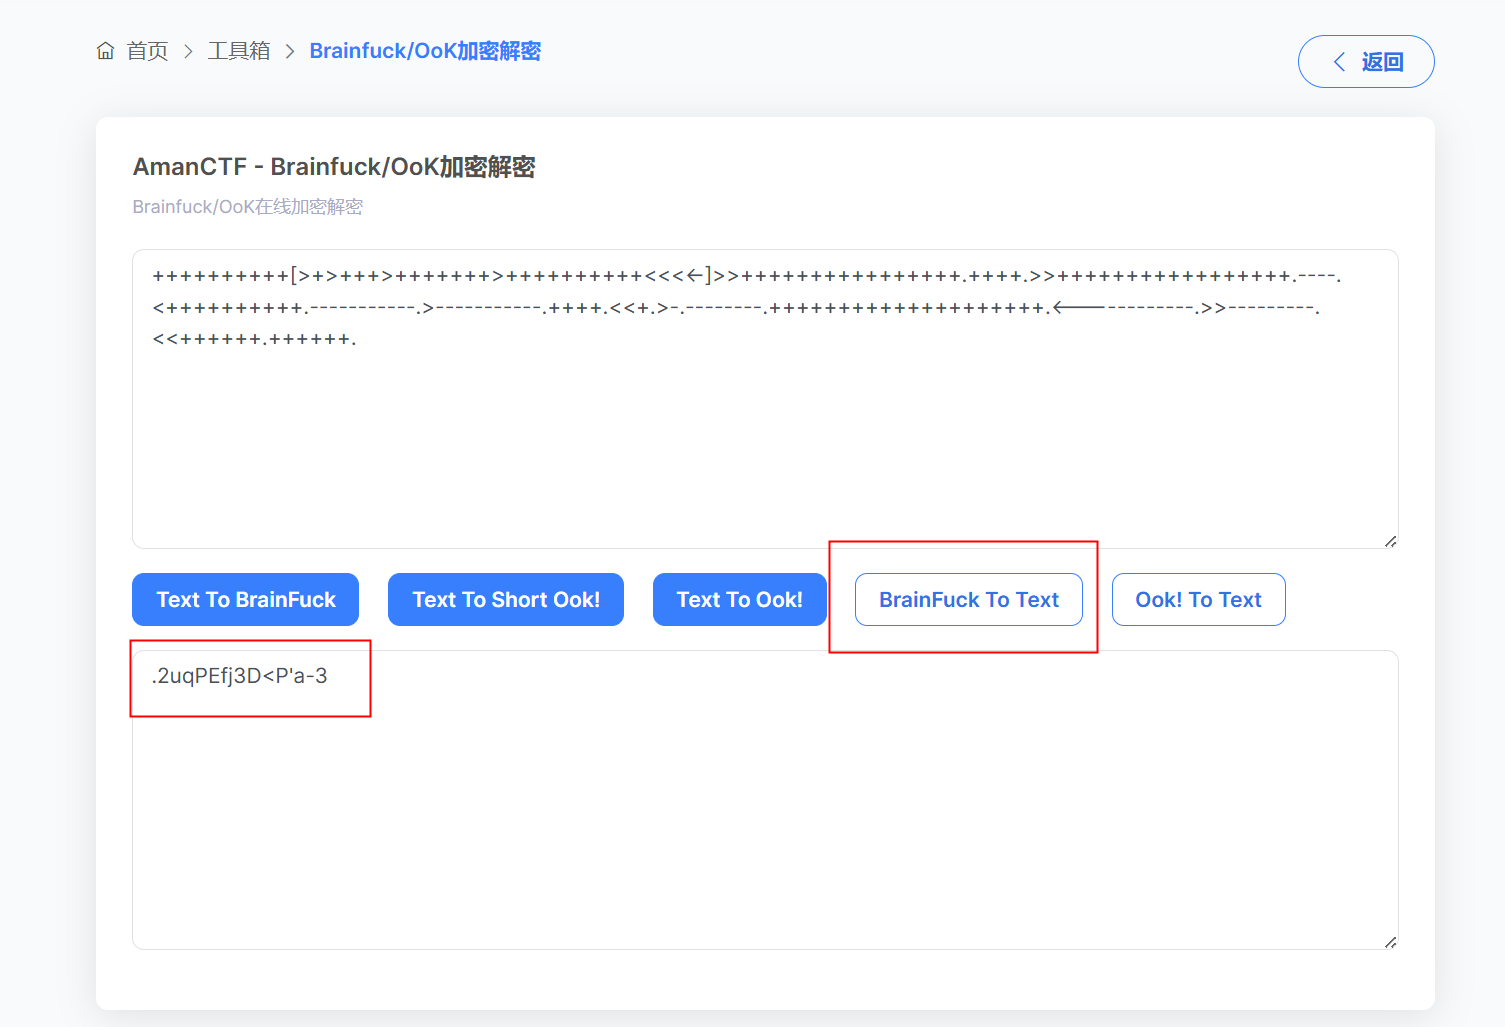 首页 > 工具箱 > Brainfuck/OoK加密解密
返回
AmanCTF - Brainfuck/OoK加密解密
Brainfuck/OoK在线加密解密
++++++++++[>+>+++>+++++++>++++++++++<<<<-]>>++++++++++++++++.++++.>>+++++++++++++++++.----.
<++++++++++.-----------.>-----------.++++.<<+.>-.--------.++++++++++++++++++++.<------------.>>---------.
<<++++++.++++++.
Text To BrainFuck Text To Short Ook! Text To Ook! BrainFuck To Text Ook! To Text
.2uqPEfj3D<P'a-3